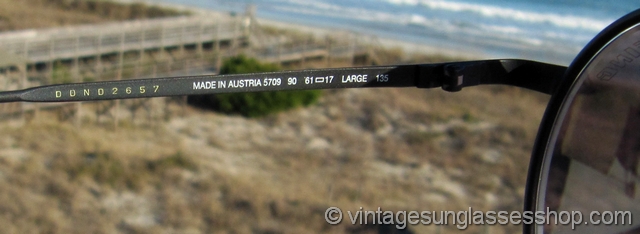 DDND2657
MADE IN AUSTRIA 5709 90 61▭17 LARGE 135
© vintagesunglassesshop.com